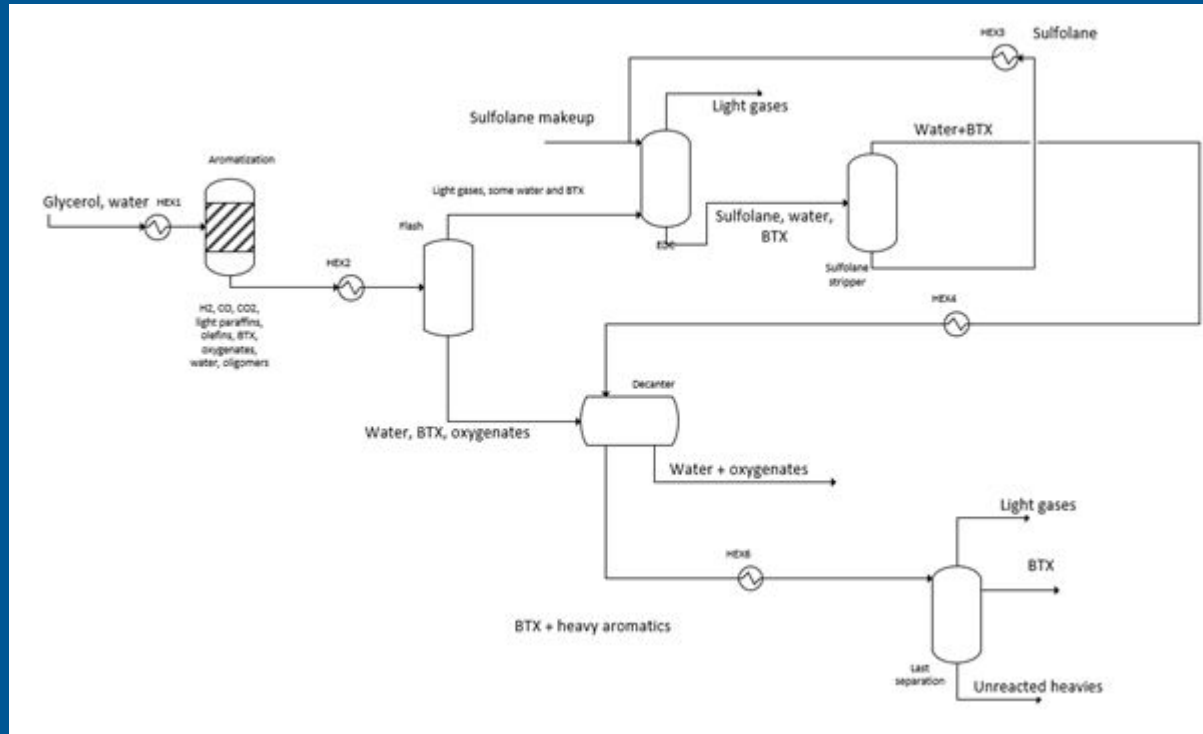 HEX3
Sulfolane
Light gases
Sulfolane makeup
Water+BTX
Aromatization
Light gases, some water and BTX
Glycerol, water
HEX1
Sulfolane, water,
BTX
Flash
EDC
HEX2
Sulfolane
stripper
H2, CO, CO2,
light paraffins,
olefins, BTX,
oxygenates,
water, oligomers
HEX4
Decanter
Water, BTX, oxygenates
Water + oxygenates
Light gases
HEX6
BTX
BTX + heavy aromatics
Last
separation
Unreacted heavies